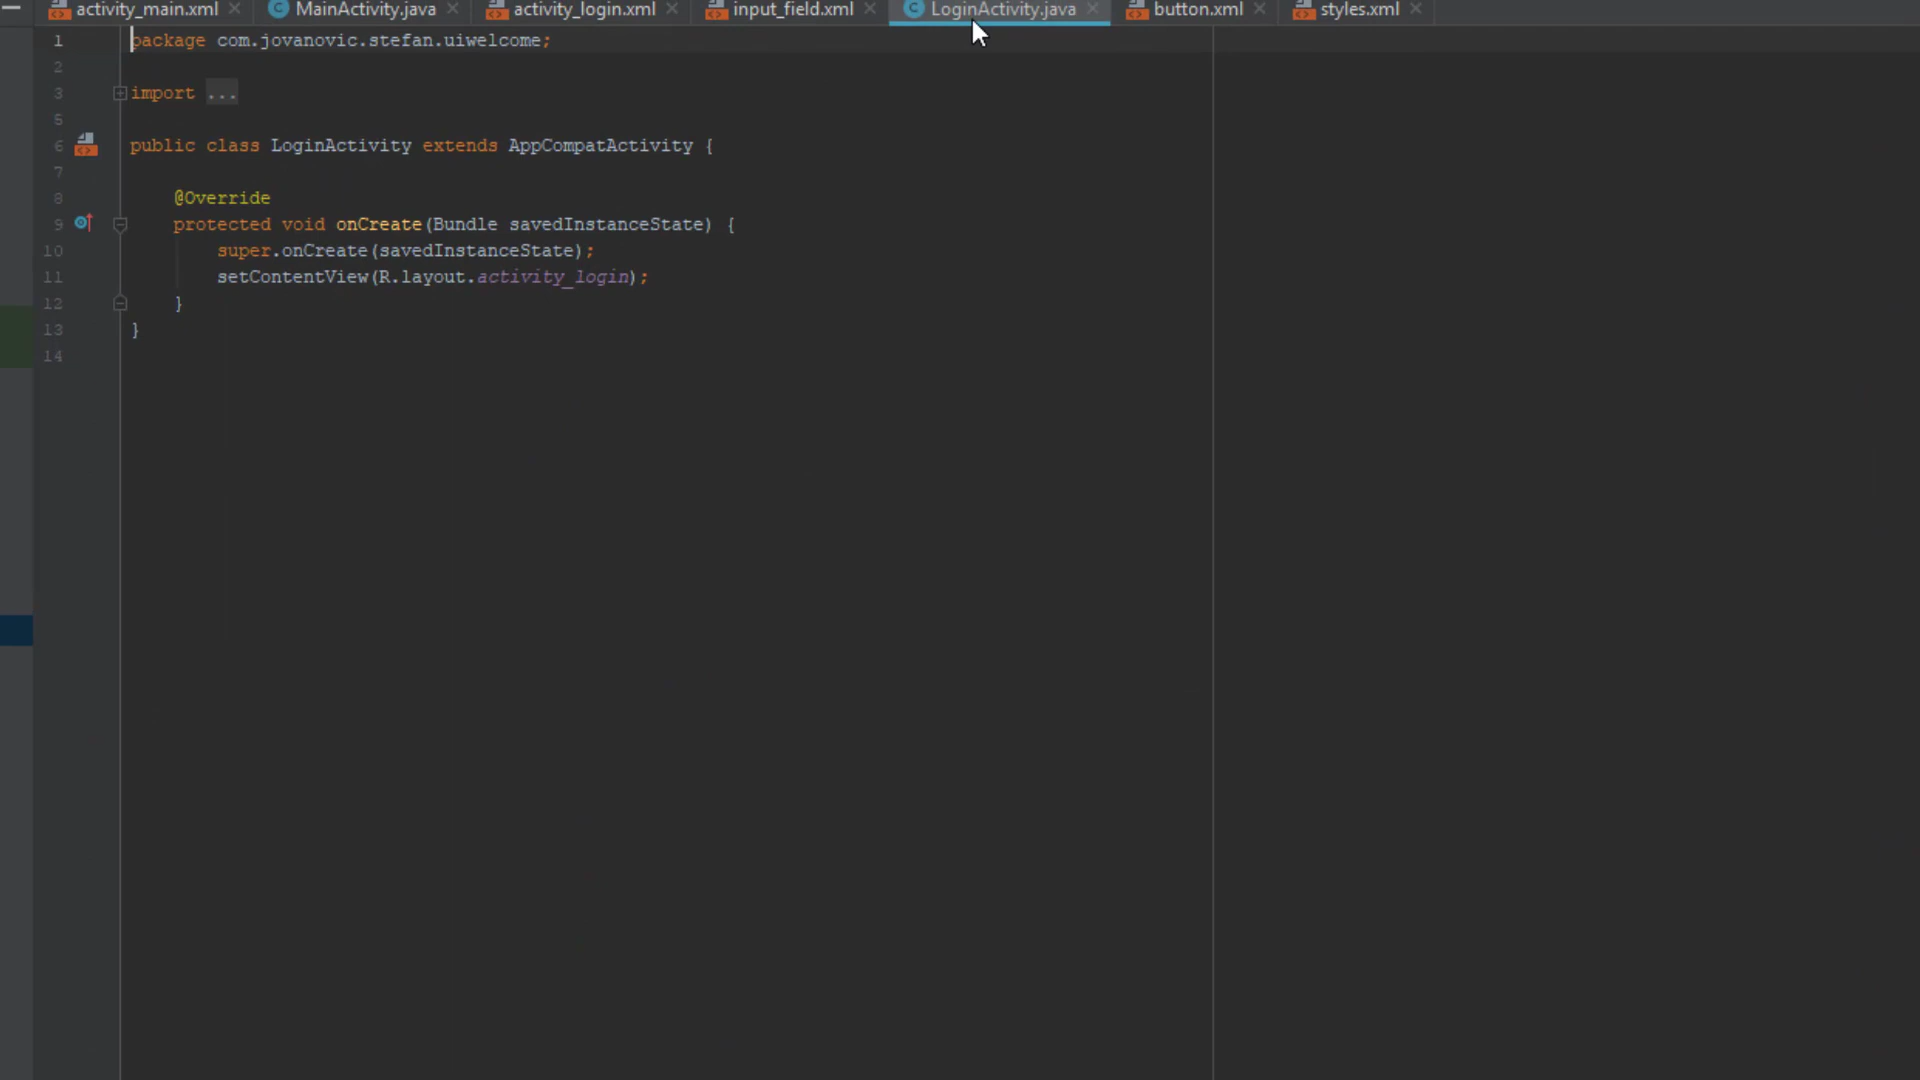 activity_main.xml MainActivity.java activity_login.xml input_field.xml LoginActivity.java button.xml styles.xml
1 package com.jovanovic.stefan.uiwelcome;
2
3 import ...
5
6 public class LoginActivity extends AppCompatActivity {
7
8 @Override
9 protected void onCreate(Bundle savedInstanceState) {
10 super.onCreate(savedInstanceState);
11 setContentView(R.layout.activity_login);
12 }
13 }
14